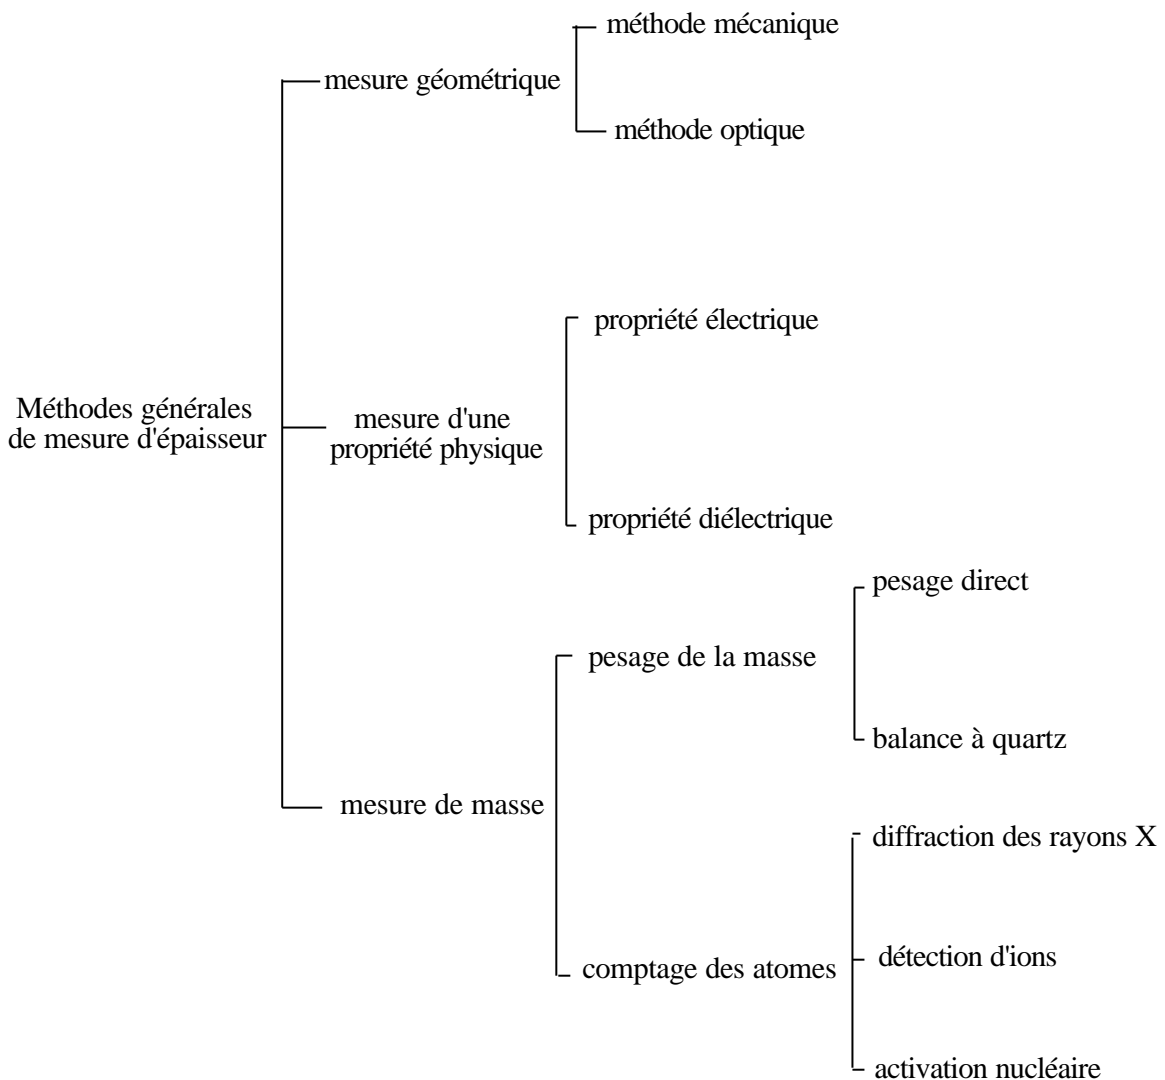 méthode mécanique
mesure géométrique
méthode optique
propriété électrique
Méthodes générales
de mesure d'épaisseur
mesure d'une
propriété physique
propriété diélectrique
pesage direct
pesage de la masse
balance à quartz
mesure de masse
diffraction des rayons X
détection d'ions
comptage des atomes
activation nucléaire